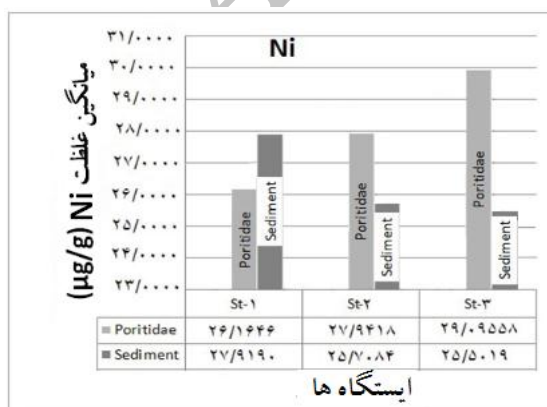 Ni
میانگین غلظت Ni (µg/g)
۳۱/۰۰۰۰
۳۰/۰۰۰۰
۲۹/۰۰۰۰
۲۸/۰۰۰۰
۲۷/۰۰۰۰
۲۶/۰۰۰۰
۲۵/۰۰۰۰
۲۴/۰۰۰۰
۲۳/۰۰۰۰
Poritidae
Sediment
Poritidae
Sediment
Poritidae
Sediment
St-۱ St-۲ St-۳
Poritidae ۲۶/۱۶۴۶ ۲۷/۹۴۱۸ ۲۹/۰۹۵۵۸
Sediment ۲۷/۹۱۹۰ ۲۵/۷۰۸۴ ۲۵/۵۰۱۹
ایستگاه ها